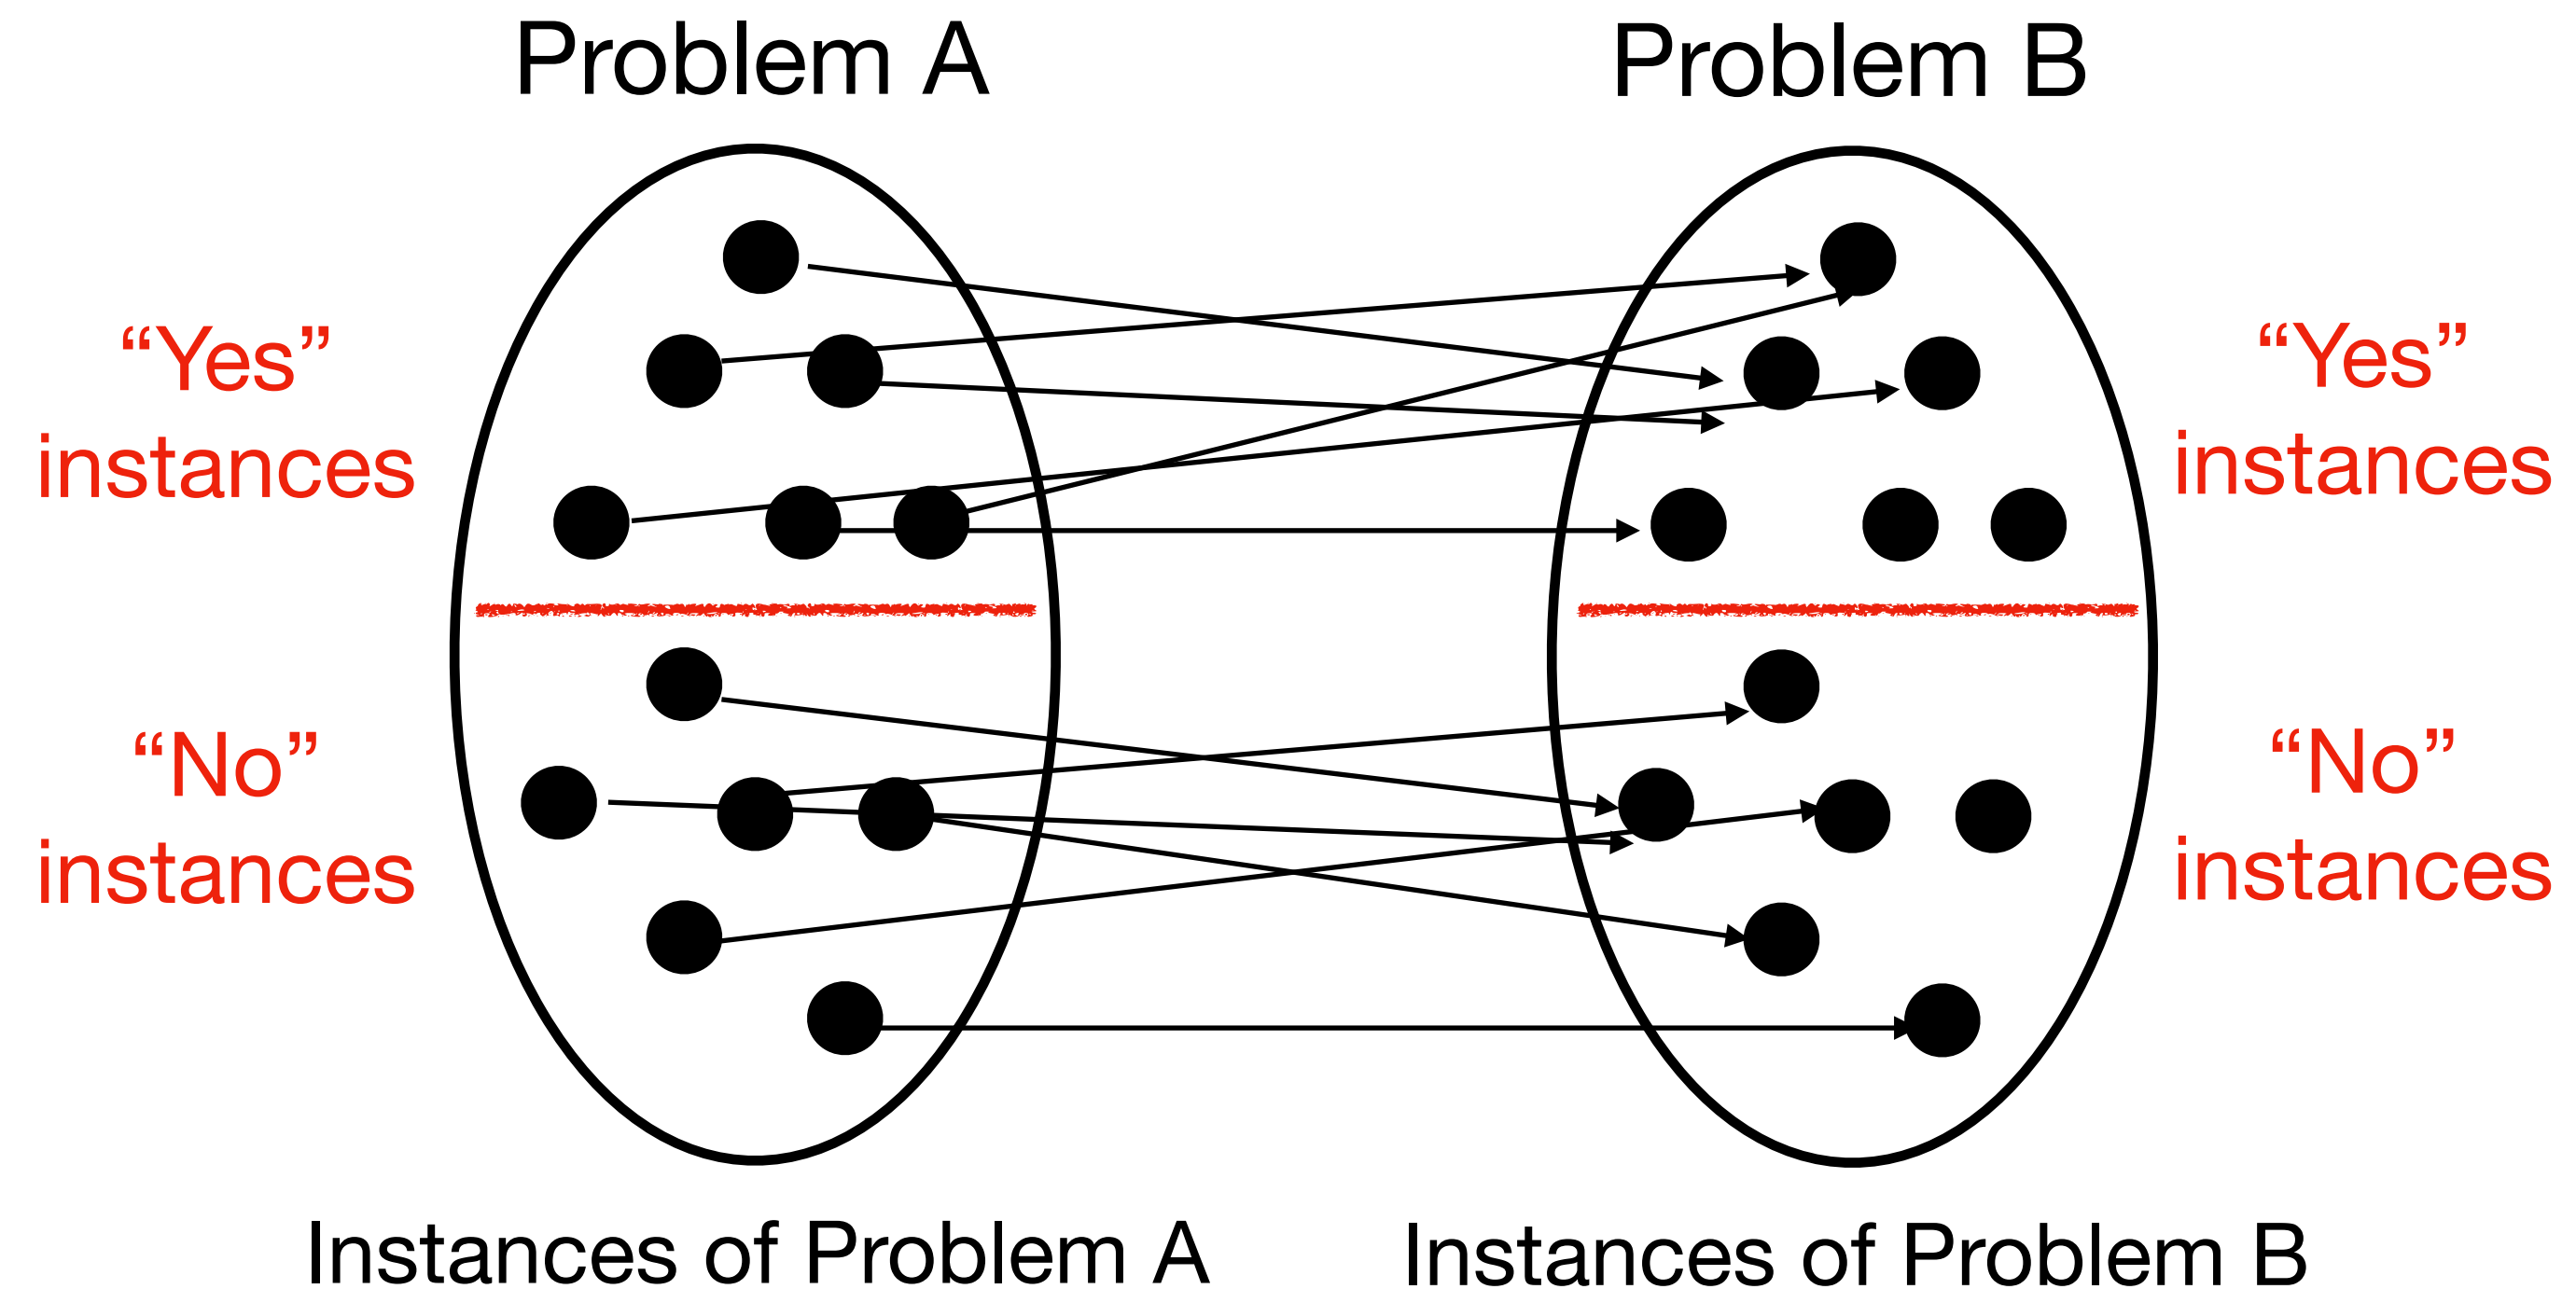 Problem A
Problem B
“Yes”
instances
“Yes”
instances
“No”
instances
“No”
instances
Instances of Problem A
Instances of Problem B